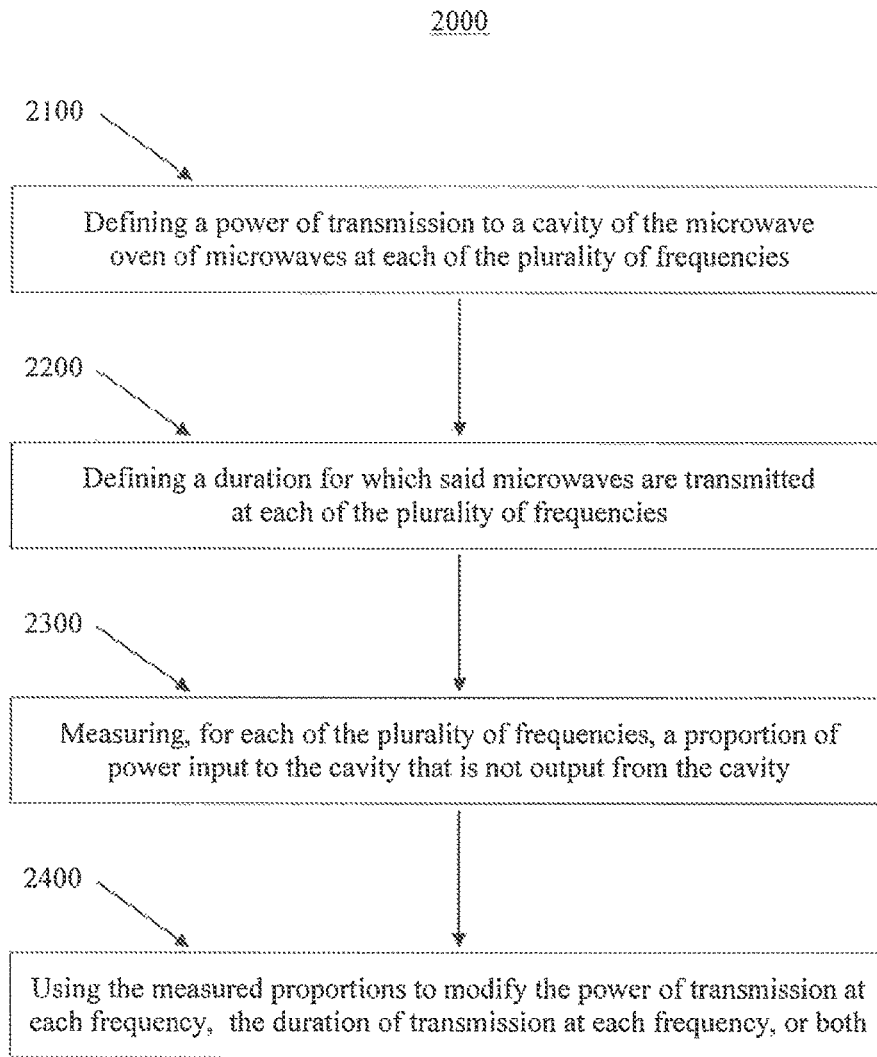 2000
2100
Defining a power of transmission to a cavity of the microwave
oven of microwaves at each of the plurality of frequencies
2200
Defining a duration for which said microwaves are transmitted
at each of the plurality of frequencies
2300
Measuring, for each of the plurality of frequencies, a proportion of
power input to the cavity that is not output from the cavity
2400
Using the measured proportions to modify the power of transmission at
each frequency, the duration of transmission at each frequency, or both